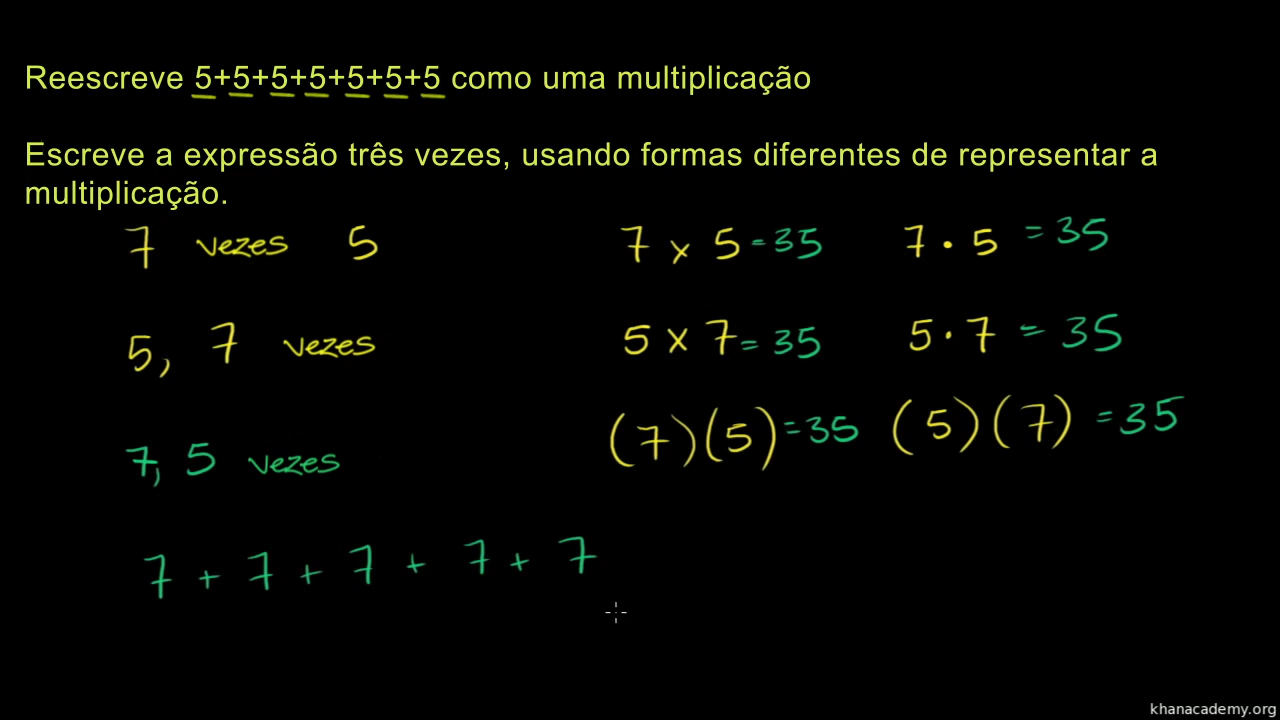 Reescreve 5+5+5+5+5+5+5 como uma multiplicação
Escreve a expressão três vezes, usando formas diferentes de representar a
multiplicação.
7 vezes 5
7 x 5 = 35
7 · 5 = 35
5, 7 vezes
5 x 7 = 35
5 · 7 = 35
(7)(5) = 35
(5)(7) = 35
7, 5 vezes
7 + 7 + 7 + 7 + 7
khanacademy.org